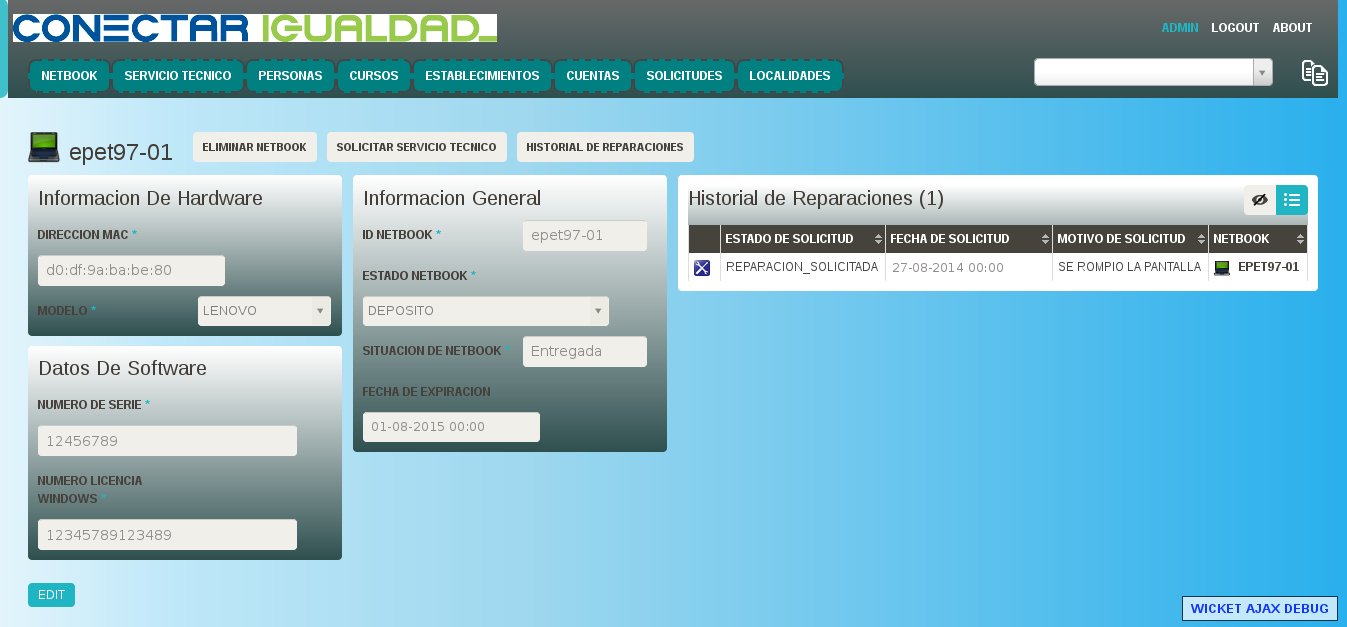 CONECTAR IGUALDAD_
ADMIN LOGOUT ABOUT
NETBOOK SERVICIO TECNICO PERSONAS CURSOS ESTABLECIMIENTOS CUENTAS SOLICITUDES LOCALIDADES
epet97-01
ELIMINAR NETBOOK SOLICITAR SERVICIO TECNICO HISTORIAL DE REPARACIONES
Informacion De Hardware
DIRECCION MAC *
d0:df:9a:ba:be:80
MODELO * LENOVO
Datos De Software
NUMERO DE SERIE *
12456789
NUMERO LICENCIA
WINDOWS *
12345789123489
Informacion General
ID NETBOOK * epet97-01
ESTADO NETBOOK *
DEPOSITO
SITUACION DE NETBOOK * Entregada
FECHA DE EXPIRACION
01-08-2015 00:00
Historial de Reparaciones (1)
ESTADO DE SOLICITUD FECHA DE SOLICITUD MOTIVO DE SOLICITUD NETBOOK
REPARACION_SOLICITADA 27-08-2014 00:00 SE ROMPIO LA PANTALLA EPET97-01
EDIT
WICKET AJAX DEBUG